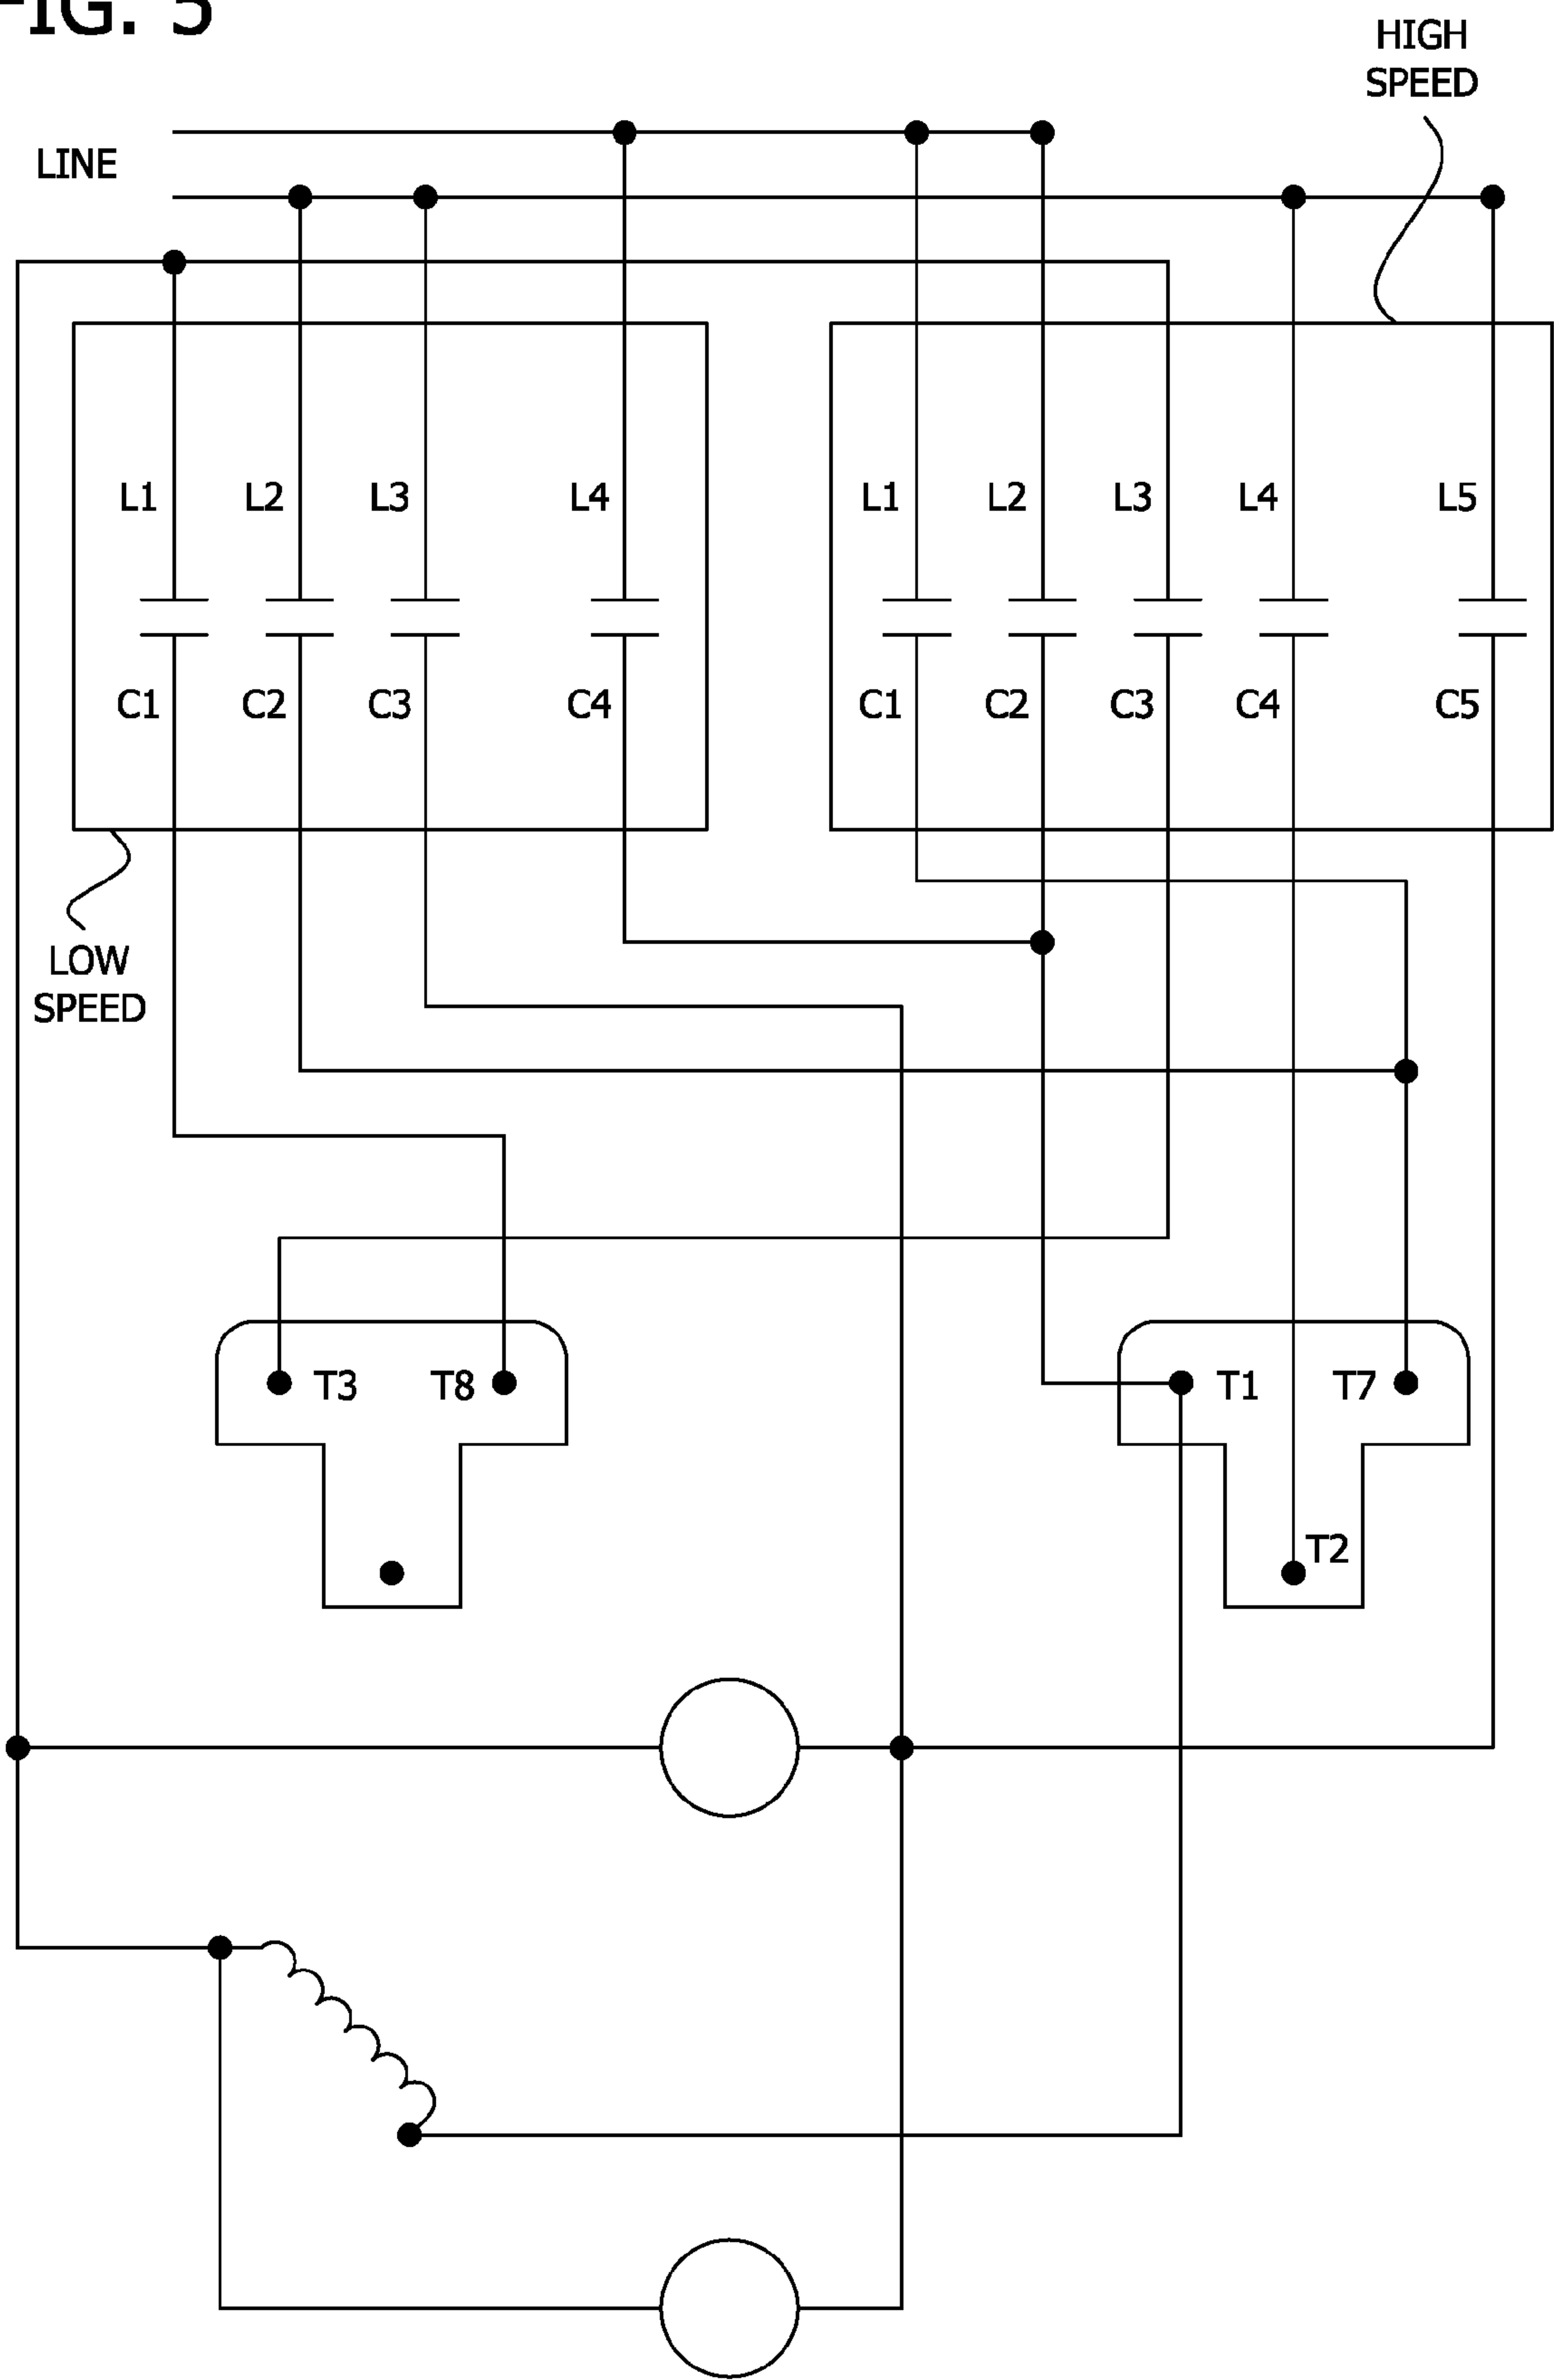 FIG. 5
HIGH
SPEED
LINE
L1 L2 L3 L4 L1 L2 L3 L4 L5
C1 C2 C3 C4 C1 C2 C3 C4 C5
LOW
SPEED
T3 T8 T1 T7
T2